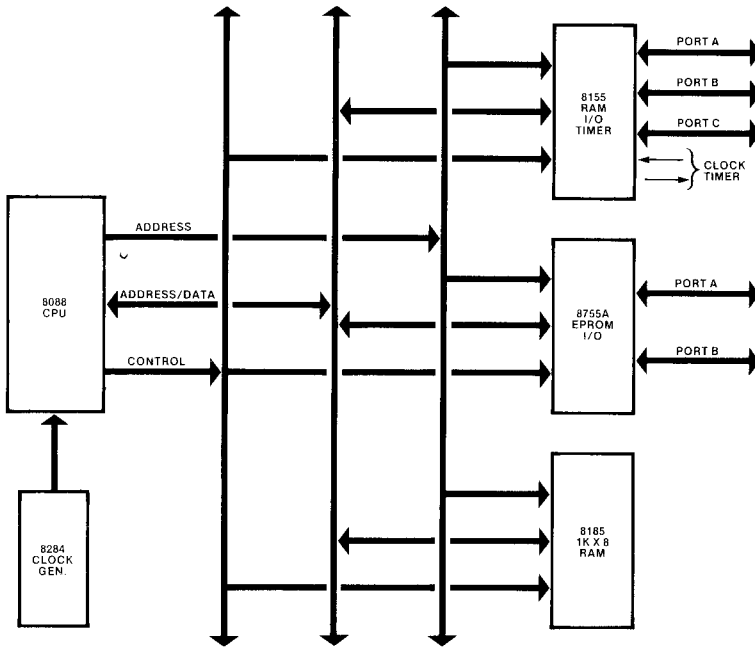 8088
CPU
8284
CLOCK
GEN.
ADDRESS
ADDRESS/DATA
CONTROL
8155
RAM
I/O
TIMER
PORT A
PORT B
PORT C
CLOCK
TIMER
8755A
EPROM
I/O
PORT A
PORT B
8185
1K X 8
RAM